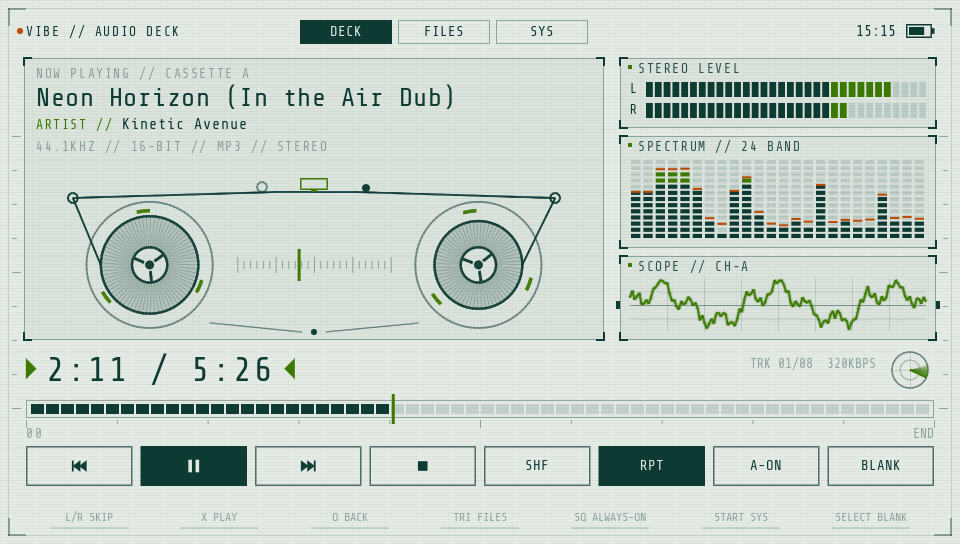 VIBE // AUDIO DECK
DECK
FILES
SYS
15:15
NOW PLAYING // CASSETTE A
Neon Horizon (In the Air Dub)
ARTIST // Kinetic Avenue
44.1KHZ // 16-BIT // MP3 // STEREO
STEREO LEVEL
L
R
SPECTRUM // 24 BAND
SCOPE // CH-A
2:11 / 5:26
TRK 01/08 320KBPS
00
END
SHF
RPT
A-ON
BLANK
L/R SKIP
X PLAY
O BACK
TRI FILES
SQ ALWAYS-ON
START SYS
SELECT BLANK